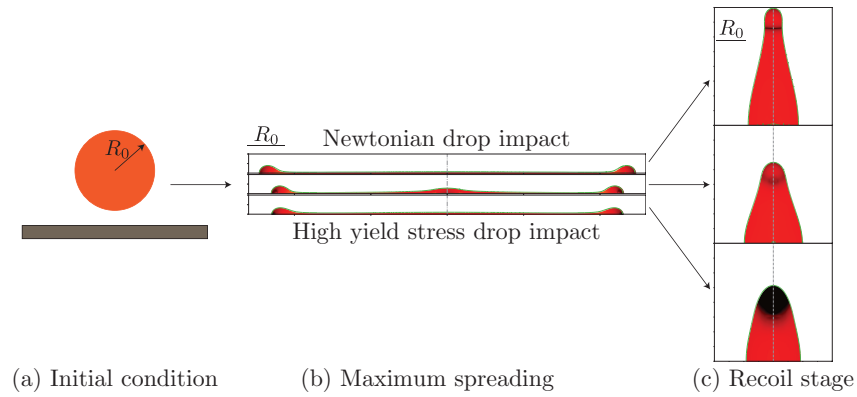 R₀
R₀
Newtonian drop impact
High yield stress drop impact
R₀
(a) Initial condition
(b) Maximum spreading
(c) Recoil stage